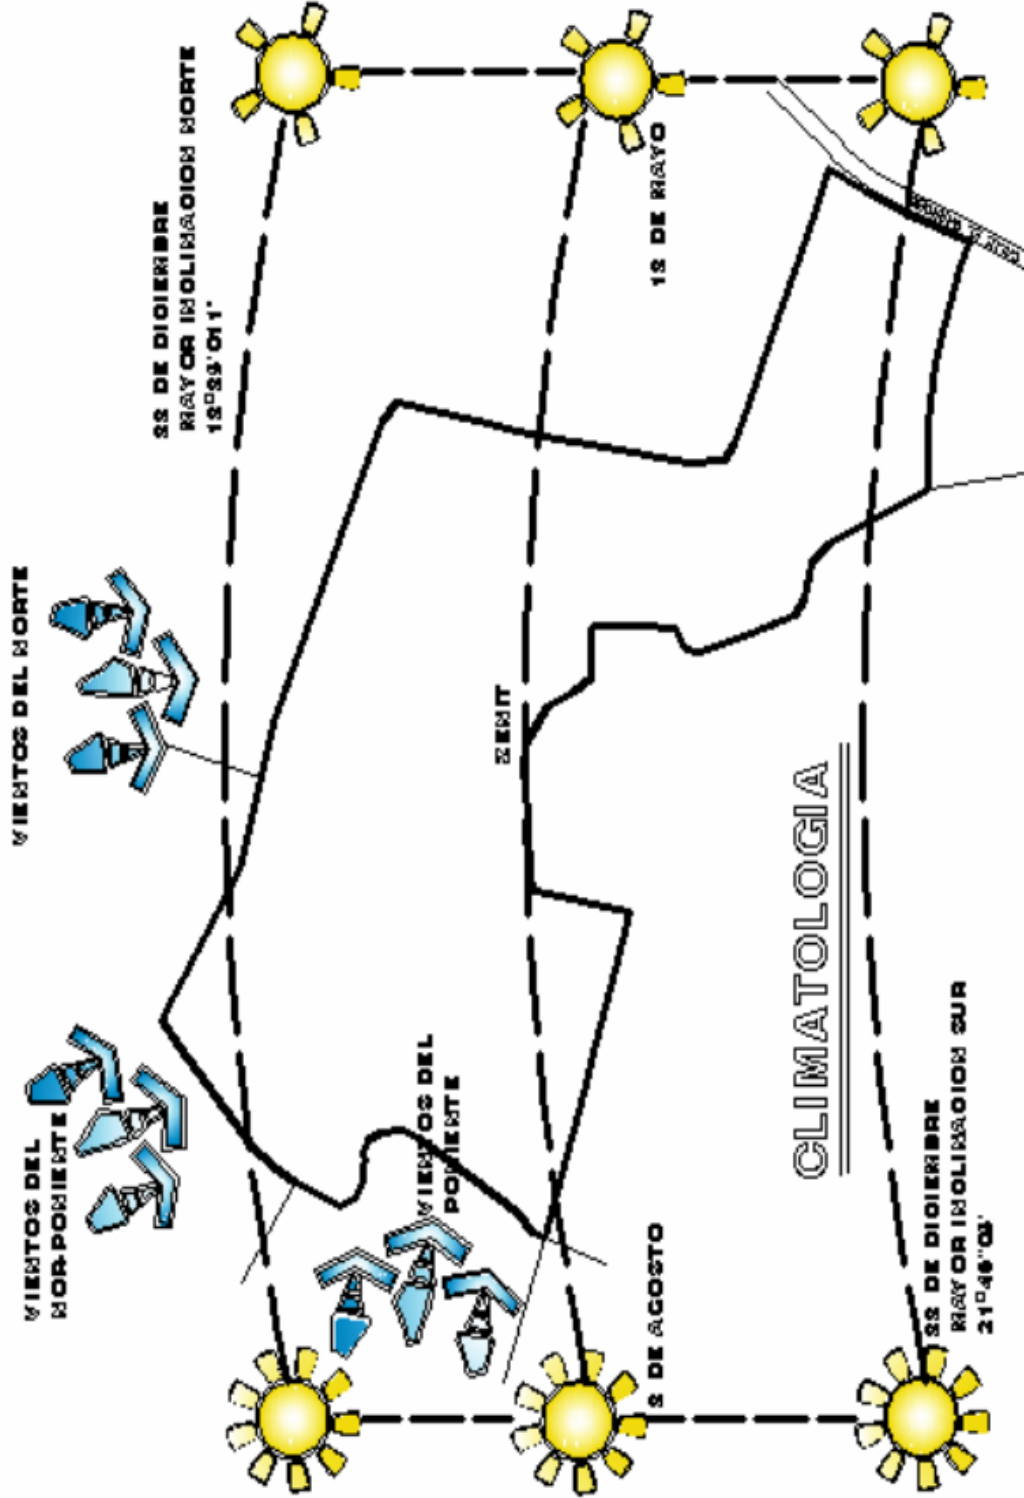 VIENTOS DEL
NOR-PONIENTE
VIENTOS DEL NORTE
22 DE DICIEMBRE
MAYOR INCLINACION NORTE
VIENTOS DEL
PONIENTE
ZENIT
12 DE MAYO
2 DE AGOSTO
CLIMATOLOGIA
22 DE DICIEMBRE
MAYOR INCLINACION SUR